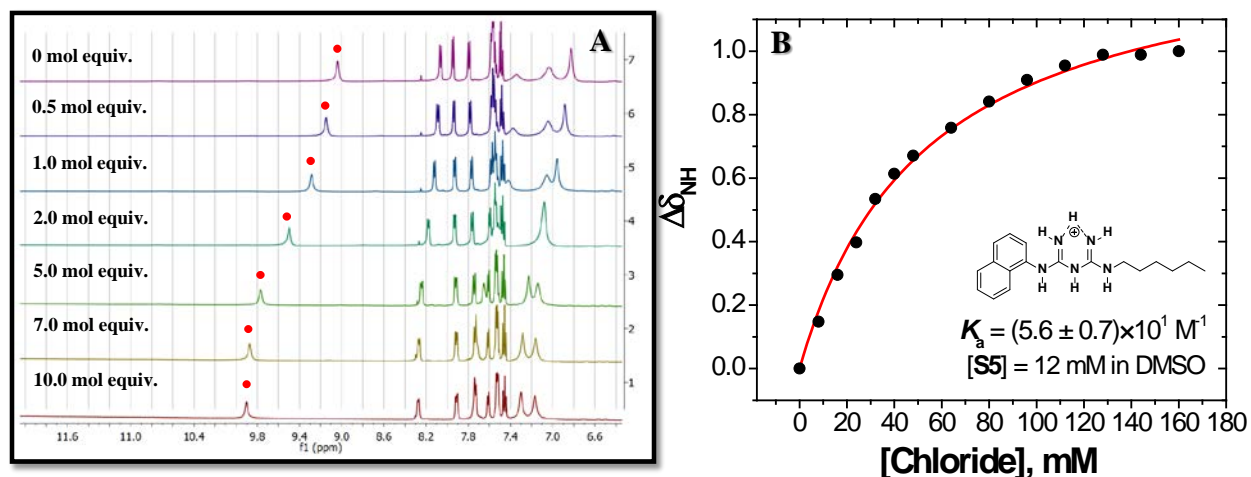 A
0 mol equiv.
7
0.5 mol equiv.
6
1.0 mol equiv.
5
2.0 mol equiv.
4
5.0 mol equiv.
3
7.0 mol equiv.
2
10.0 mol equiv.
1
11.6 11.0 10.4 9.8 9.4 9.0 8.6 8.2 7.8 7.4 7.0 6.6
f1 (ppm)
B
ΔδNH
1.0
0.8
0.6
0.4
0.2
0.0
H
H N ⊕ N H
N N N
H H H
Ka = (5.6 ± 0.7)×10¹ M⁻¹
[S5] = 12 mM in DMSO
0 20 40 60 80 100 120 140 160 180
[Chloride], mM